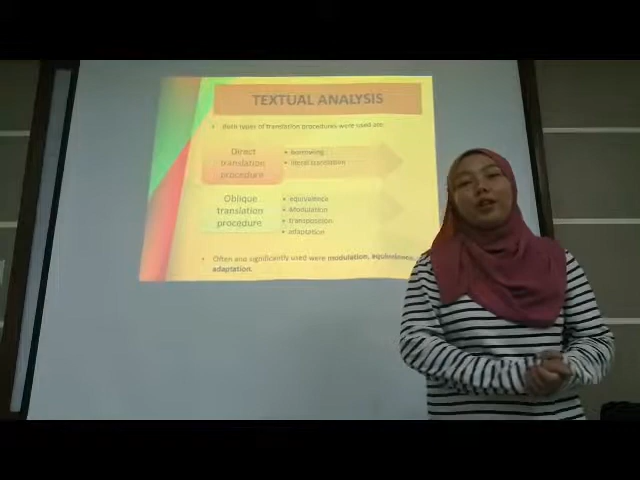 TEXTUAL ANALYSIS
• Both types of translation procedures were used are
Direct
translation
procedure
• borrowing
• literal translation
Oblique
translation
procedure
• equivalence
• Modulation
• transposition
• adaptation
• Often and significantly used were modulation, equivalence,
adaptation.